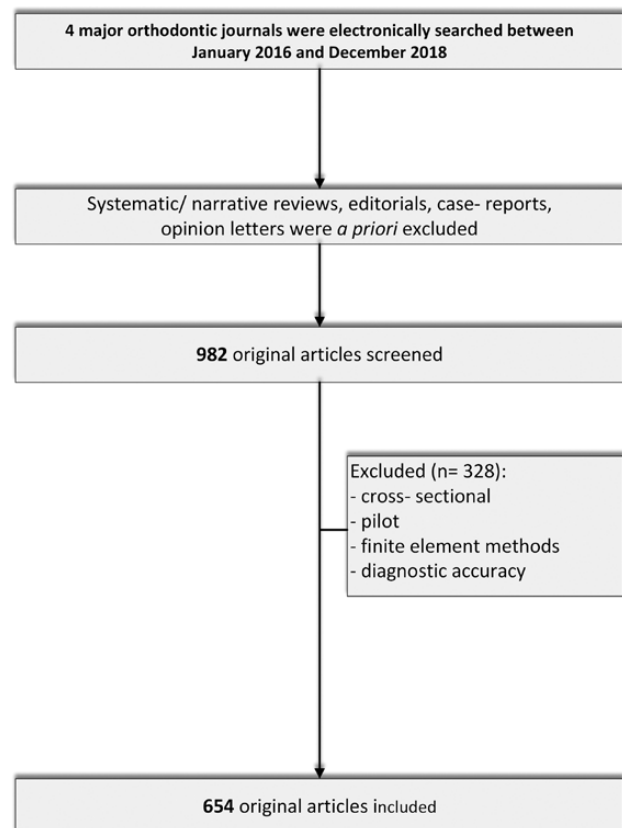 4 major orthodontic journals were electronically searched between
January 2016 and December 2018
Systematic/ narrative reviews, editorials, case- reports,
opinion letters were a priori excluded
982 original articles screened
Excluded (n= 328):
- cross- sectional
- pilot
- finite element methods
- diagnostic accuracy
654 original articles included